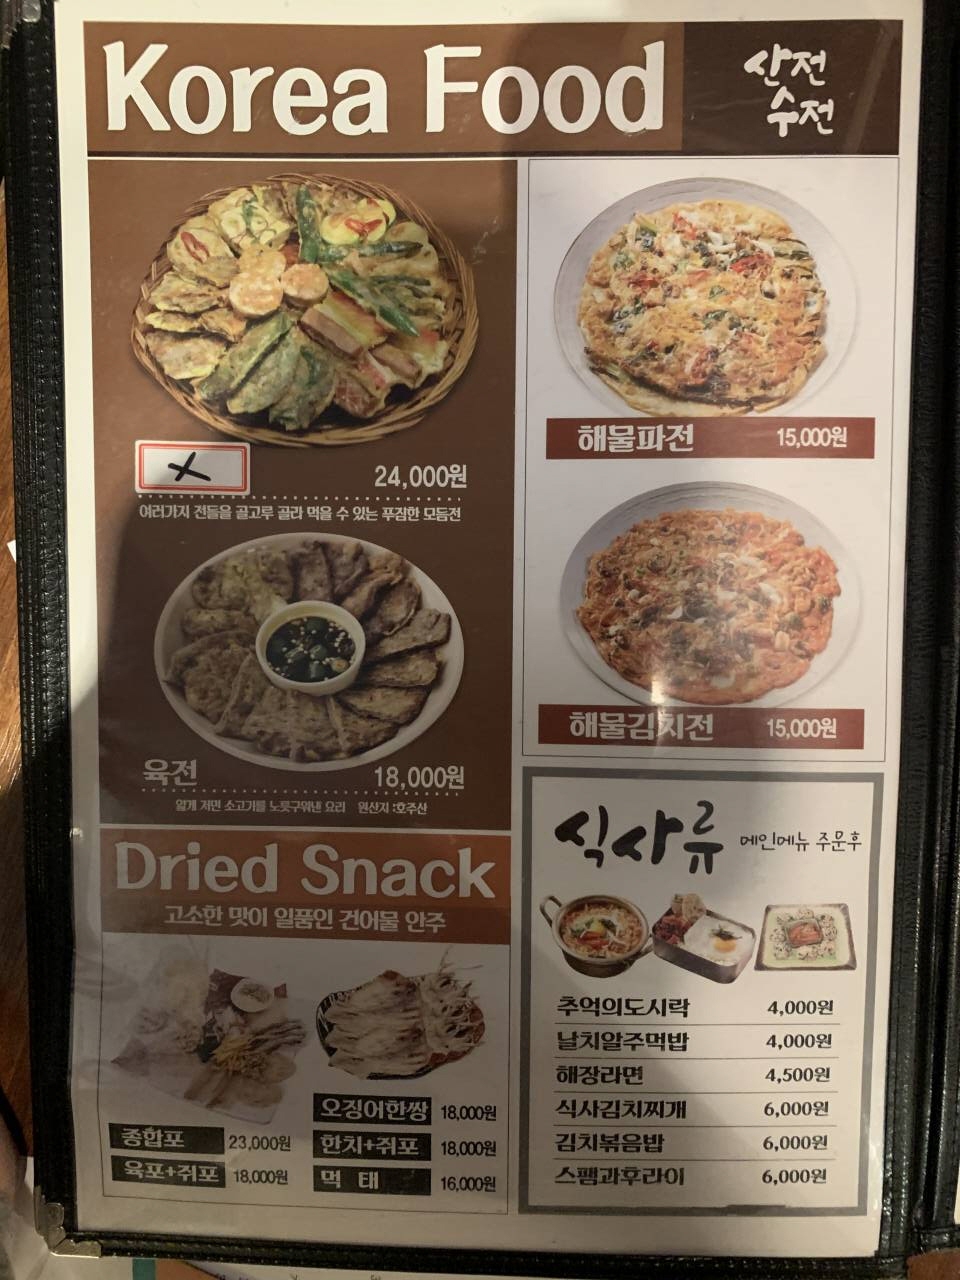 Korea Food
산전
수전
24,000원
여러가지 전들을 골고루 골라 먹을 수 있는 푸짐한 모듬전
육전 18,000원
얇게 저민 소고기를 노릇구워낸 요리 원산지 :호주산
해물파전 15,000원
해물김치전 15,000원
Dried Snack
고소한 맛이 일품인 건어물 안주
종합포 23,000원
육포+쥐포 18,000원
오징어한쌍 18,000원
한치+쥐포 18,000원
먹 태 16,000원
식사류 메인메뉴 주문후
추억의도시락 4,000원
날치알주먹밥 4,000원
해장라면 4,500원
식사김치찌개 6,000원
김치볶음밥 6,000원
스팸과후라이 6,000원